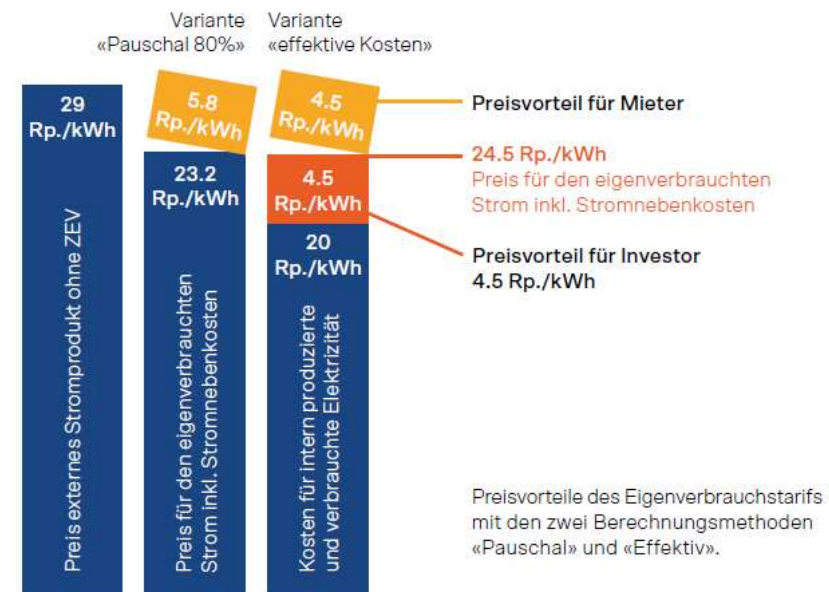 Variante
«Pauschal 80%»
Variante
«effektive Kosten»
29
Rp./kWh
Preis externes Stromprodukt ohne ZEV
5.8
Rp./kWh
23.2
Rp./kWh
Preis für den eigenverbrauchten
Strom inkl. Stromnebenkosten
4.5
Rp./kWh
4.5
Rp./kWh
20
Rp./kWh
Kosten für intern produzierte
und verbrauchte Elektrizität
Preisvorteil für Mieter
24.5 Rp./kWh
Preis für den eigenverbrauchten
Strom inkl. Stromnebenkosten
Preisvorteil für Investor
4.5 Rp./kWh
Preisvorteile des Eigenverbrauchstarifs
mit den zwei Berechnungsmethoden
«Pauschal» und «Effektiv».